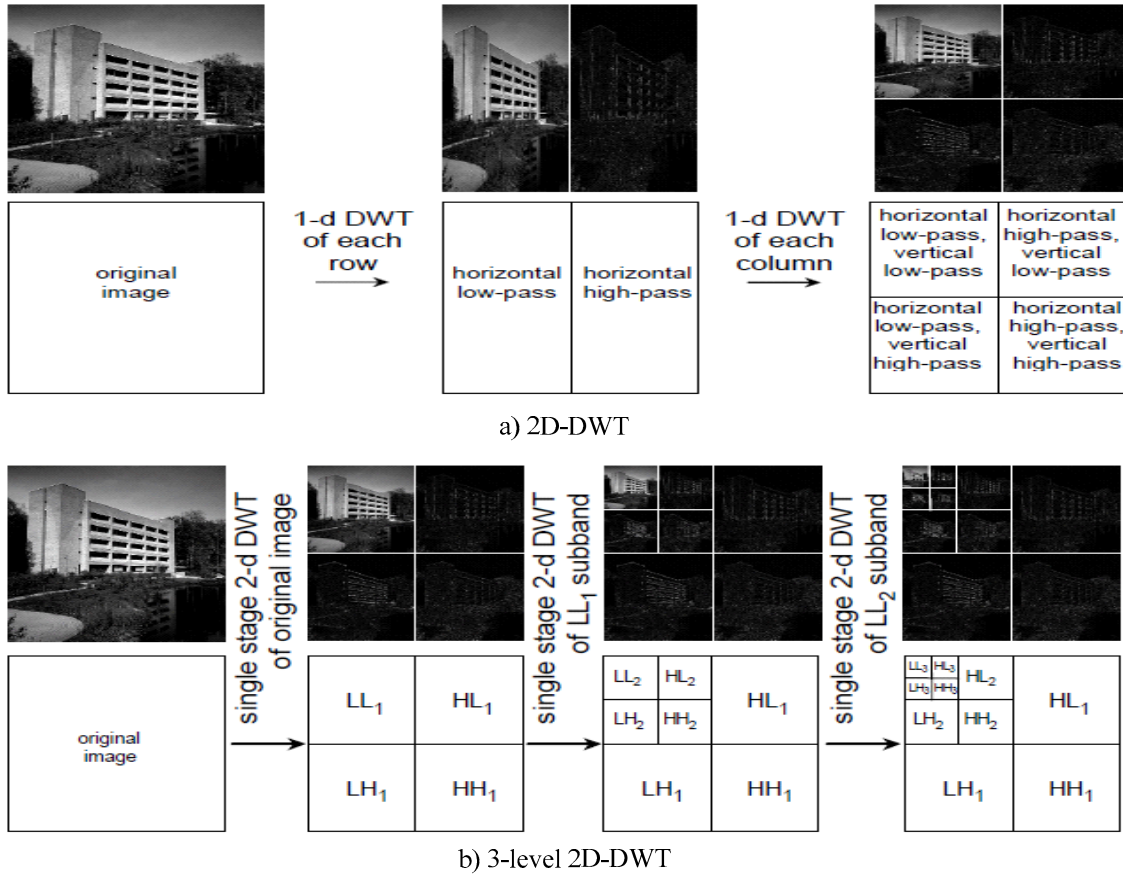 original
image
1-d DWT
of each
row
horizontal
low-pass
horizontal
high-pass
1-d DWT
of each
column
horizontal
low-pass,
vertical
low-pass
horizontal
high-pass,
vertical
low-pass
horizontal
low-pass,
vertical
high-pass
horizontal
high-pass,
vertical
high-pass
a) 2D-DWT
original
image
single stage 2-d DWT
of original image
LL₁
HL₁
LH₁
HH₁
single stage 2-d DWT
of LL₁ subband
LL₂
HL₂
LH₂
HH₂
HL₁
LH₁
HH₁
single stage 2-d DWT
of LL₂ subband
LL₃
HL₃
LH₃
HH₃
HL₂
LH₂
HH₂
HL₁
LH₁
HH₁
b) 3-level 2D-DWT